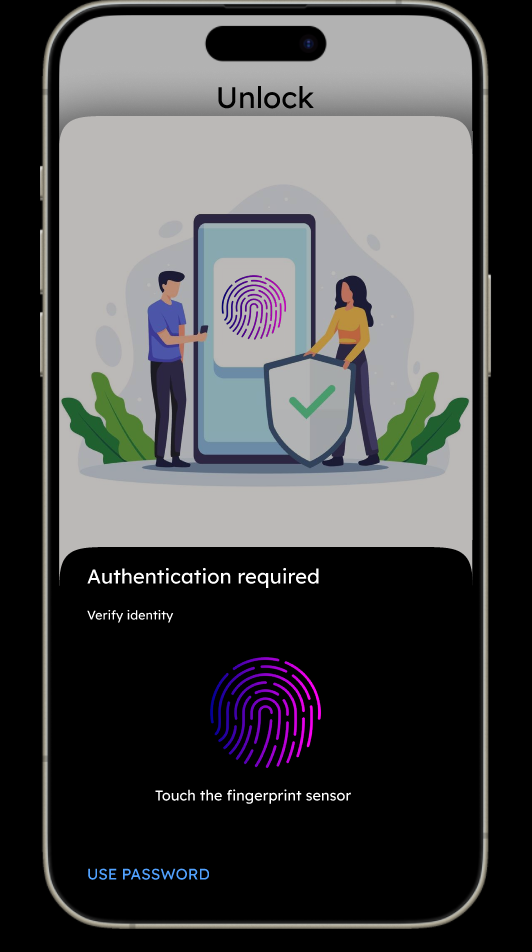 Unlock
Authentication required
Verify identity
Touch the fingerprint sensor
USE PASSWORD